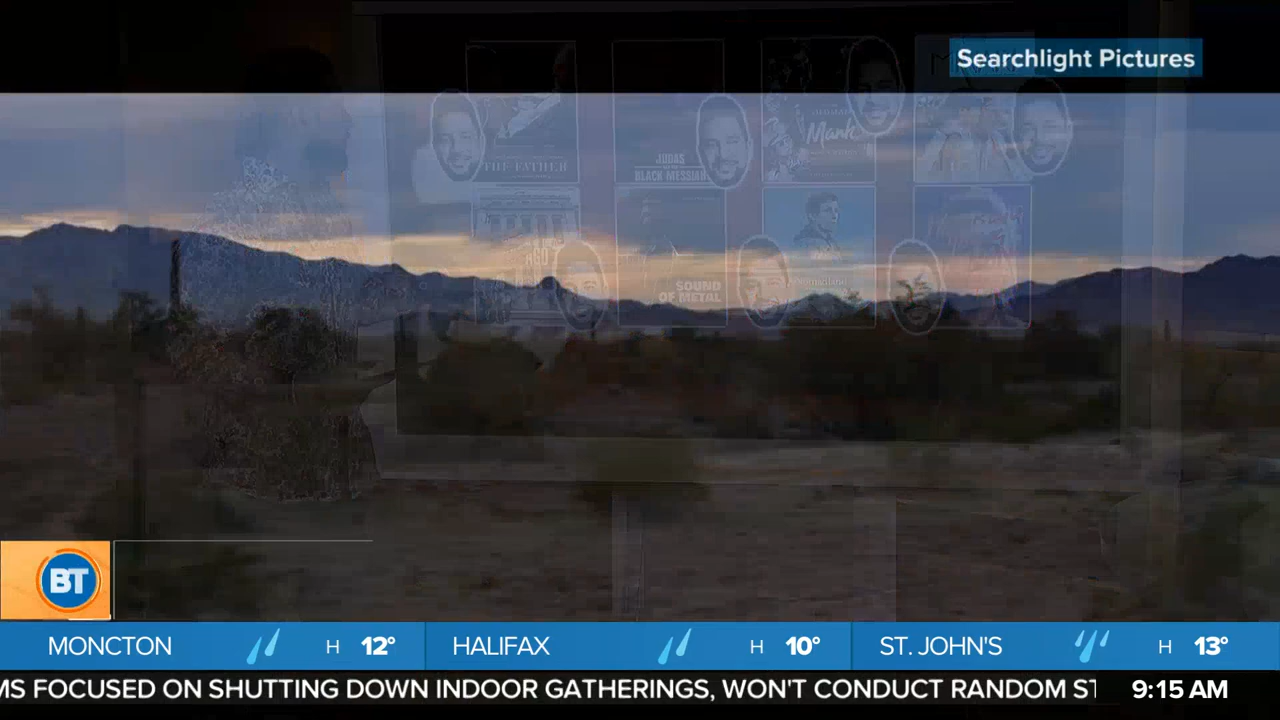 Searchlight Pictures
Mank
THE FATHER
JUDAS
BLACK MESSIAH
SOUND
OF METAL
BT
MONCTON H 12° HALIFAX H 10° ST. JOHN'S H 13°
MS FOCUSED ON SHUTTING DOWN INDOOR GATHERINGS, WON'T CONDUCT RANDOM ST 9:15 AM